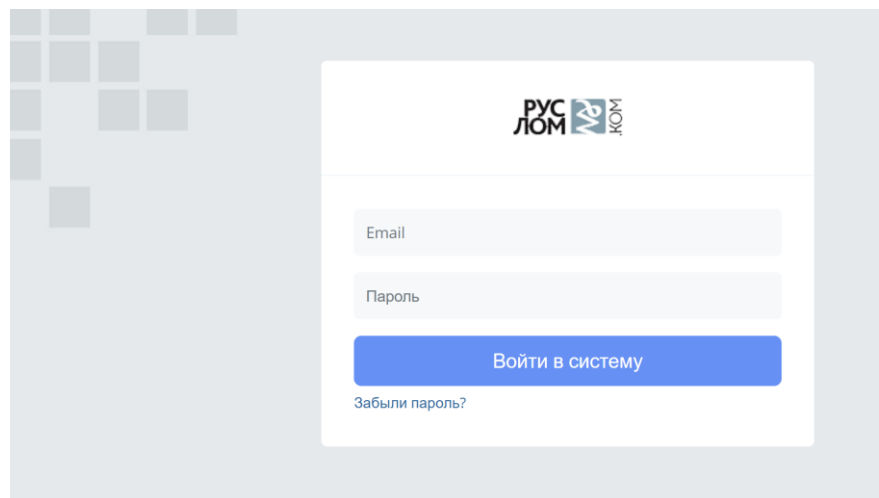 РУС
ЛОМ
.КОМ
Email
Пароль
Войти в систему
Забыли пароль?